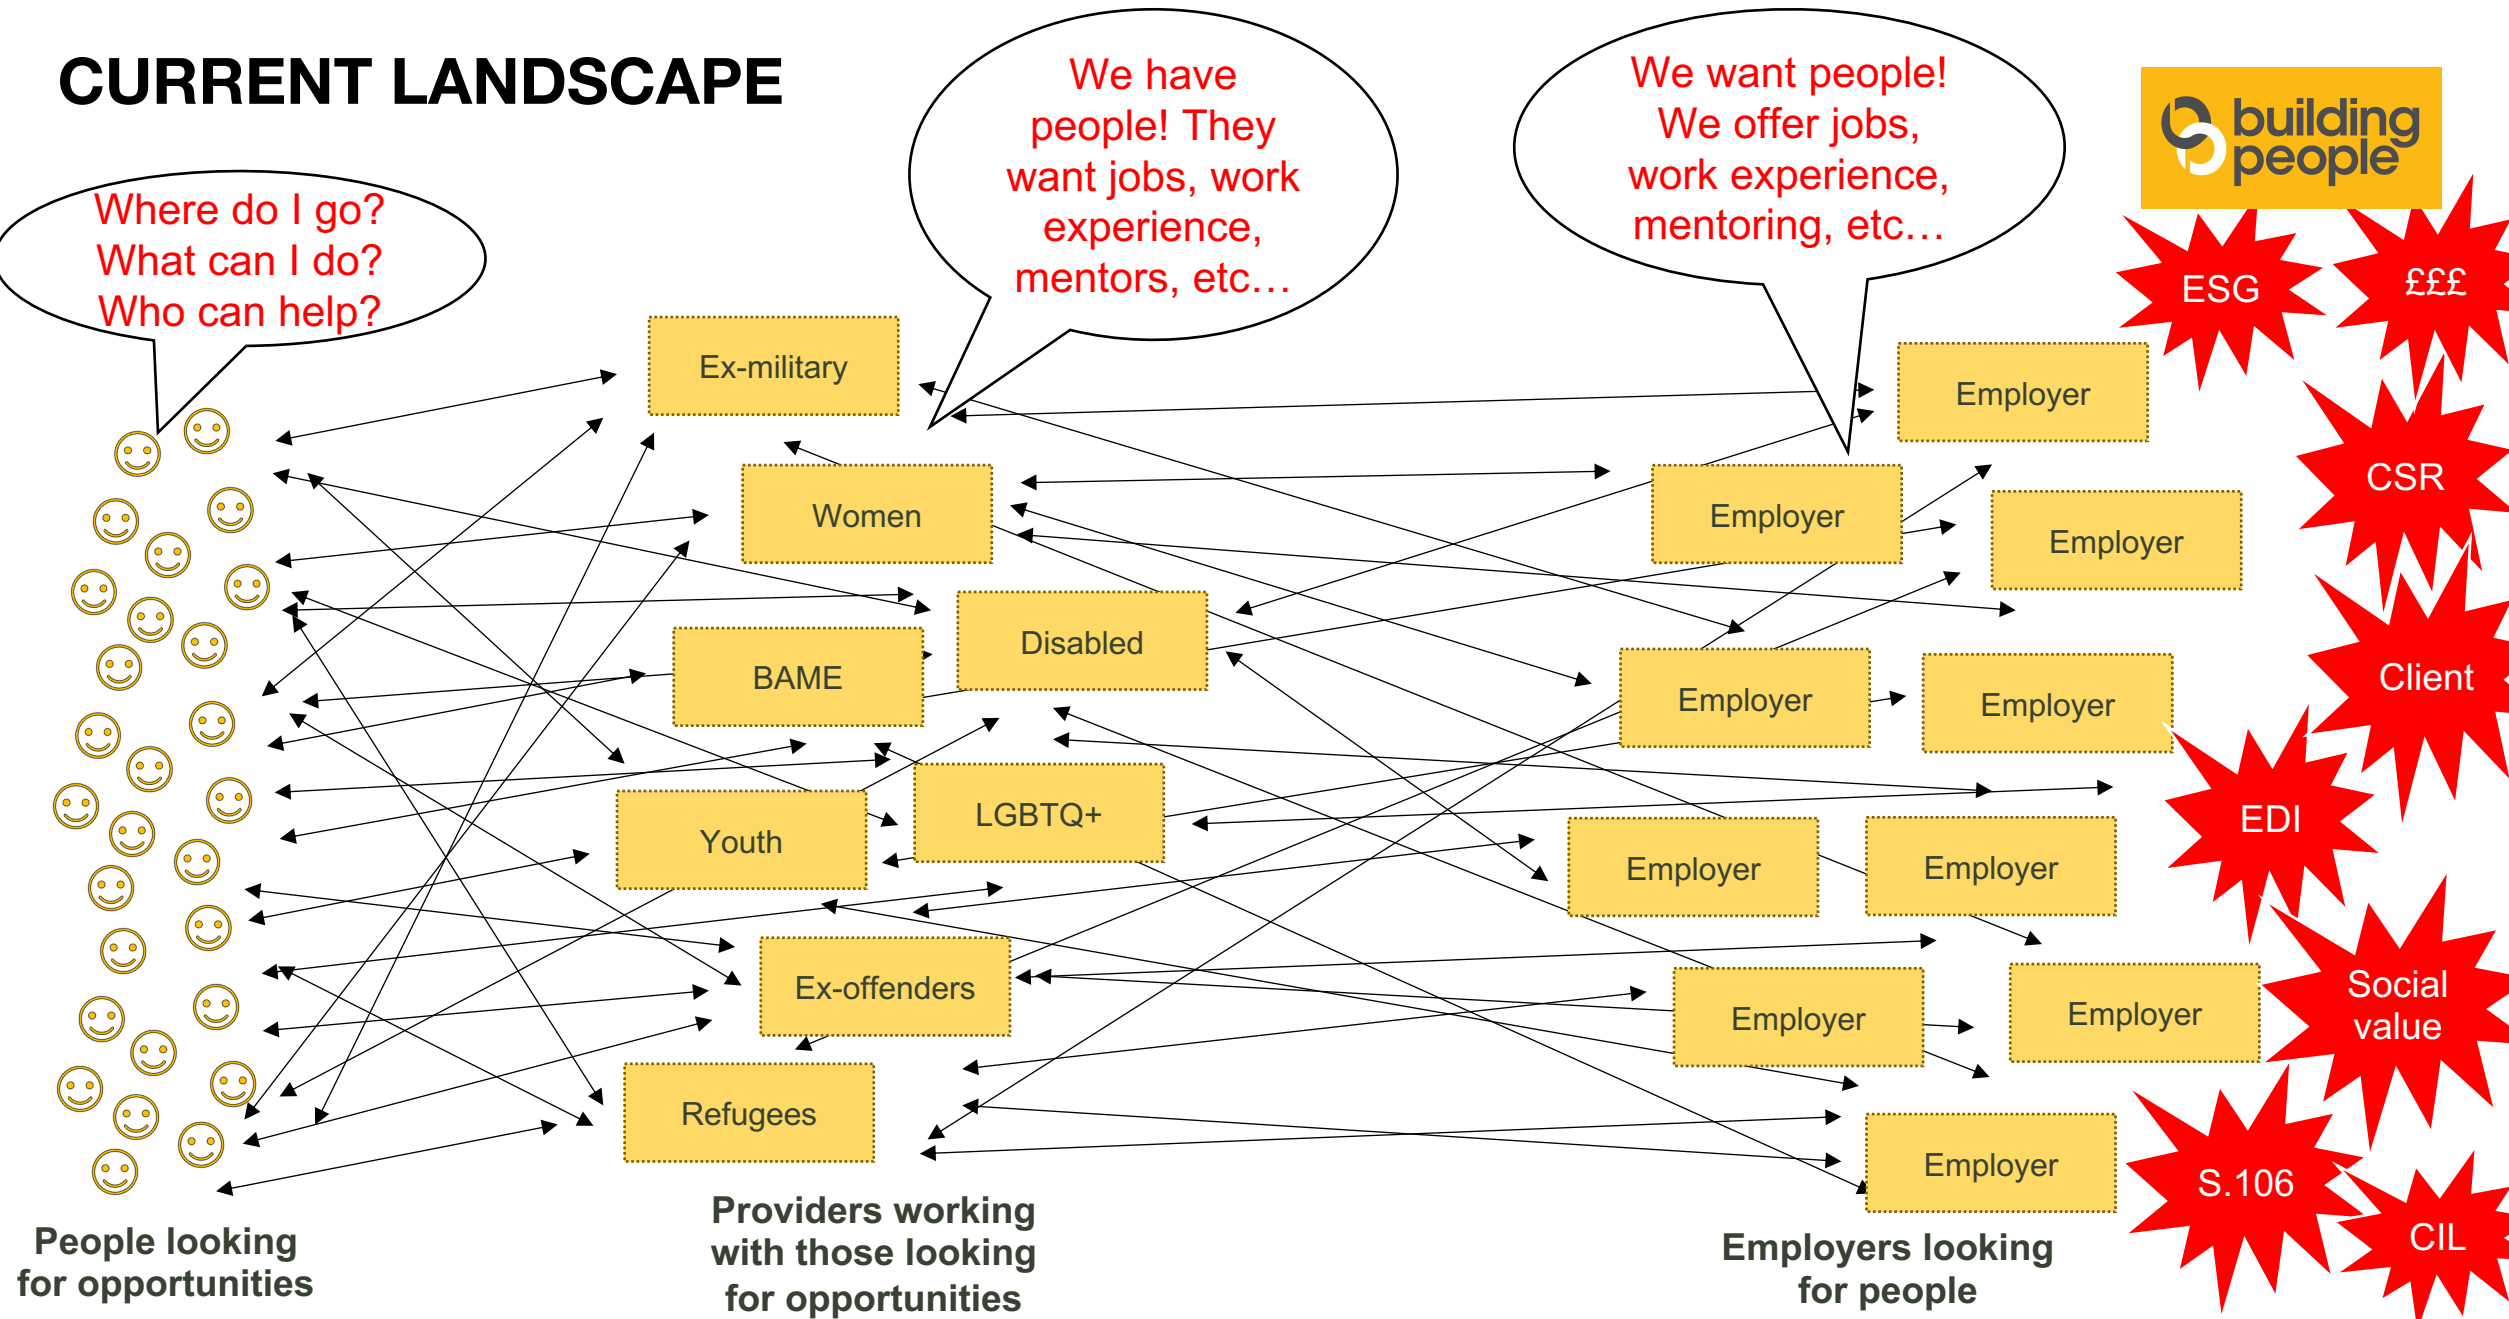 CURRENT LANDSCAPE
Where do I go?
What can I do?
Who can help?
We have
people! They
want jobs, work
experience,
mentors, etc…
We want people!
We offer jobs,
work experience,
mentoring, etc…
building
people
Ex-military
Women
Disabled
BAME
LGBTQ+
Youth
Ex-offenders
Refugees
Employer
Employer
Employer
Employer
Employer
Employer
Employer
Employer
Employer
Employer
ESG
£££
CSR
Client
EDI
Social
value
S.106
CIL
People looking
for opportunities
Providers working
with those looking
for opportunities
Employers looking
for people